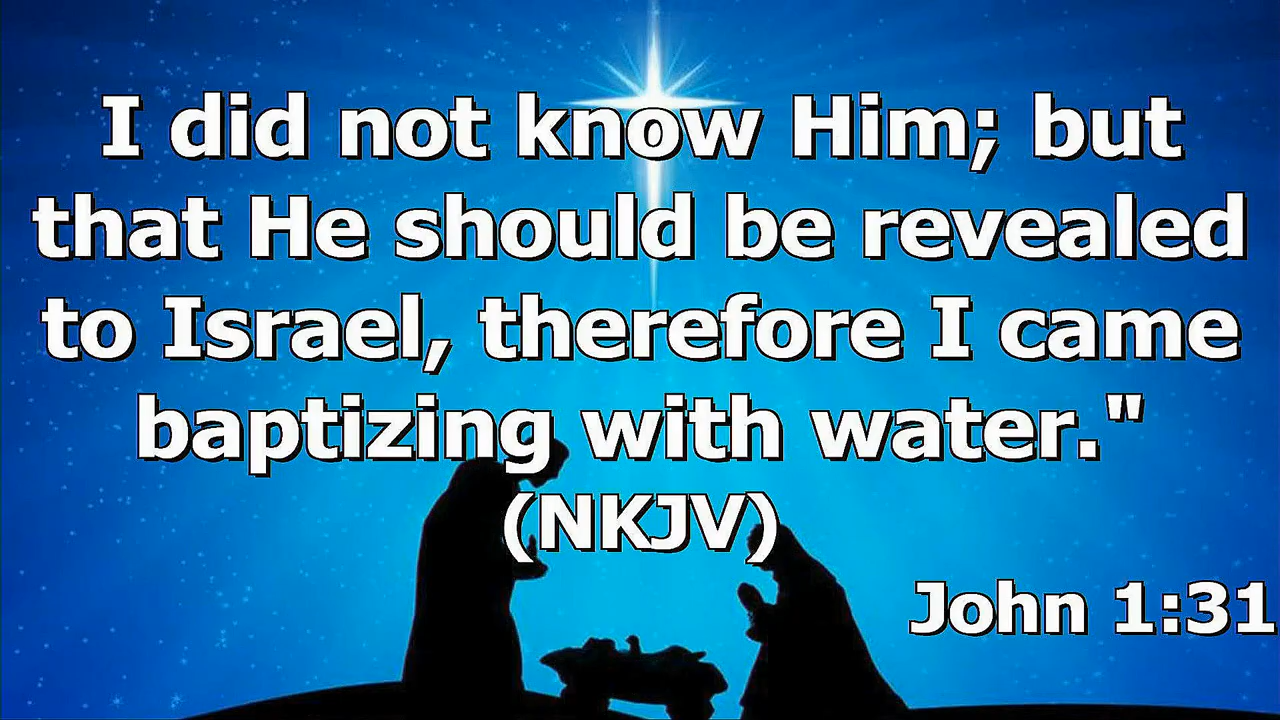 I did not know Him; but
that He should be revealed
to Israel, therefore I came
baptizing with water."
(NKJV)
John 1:31